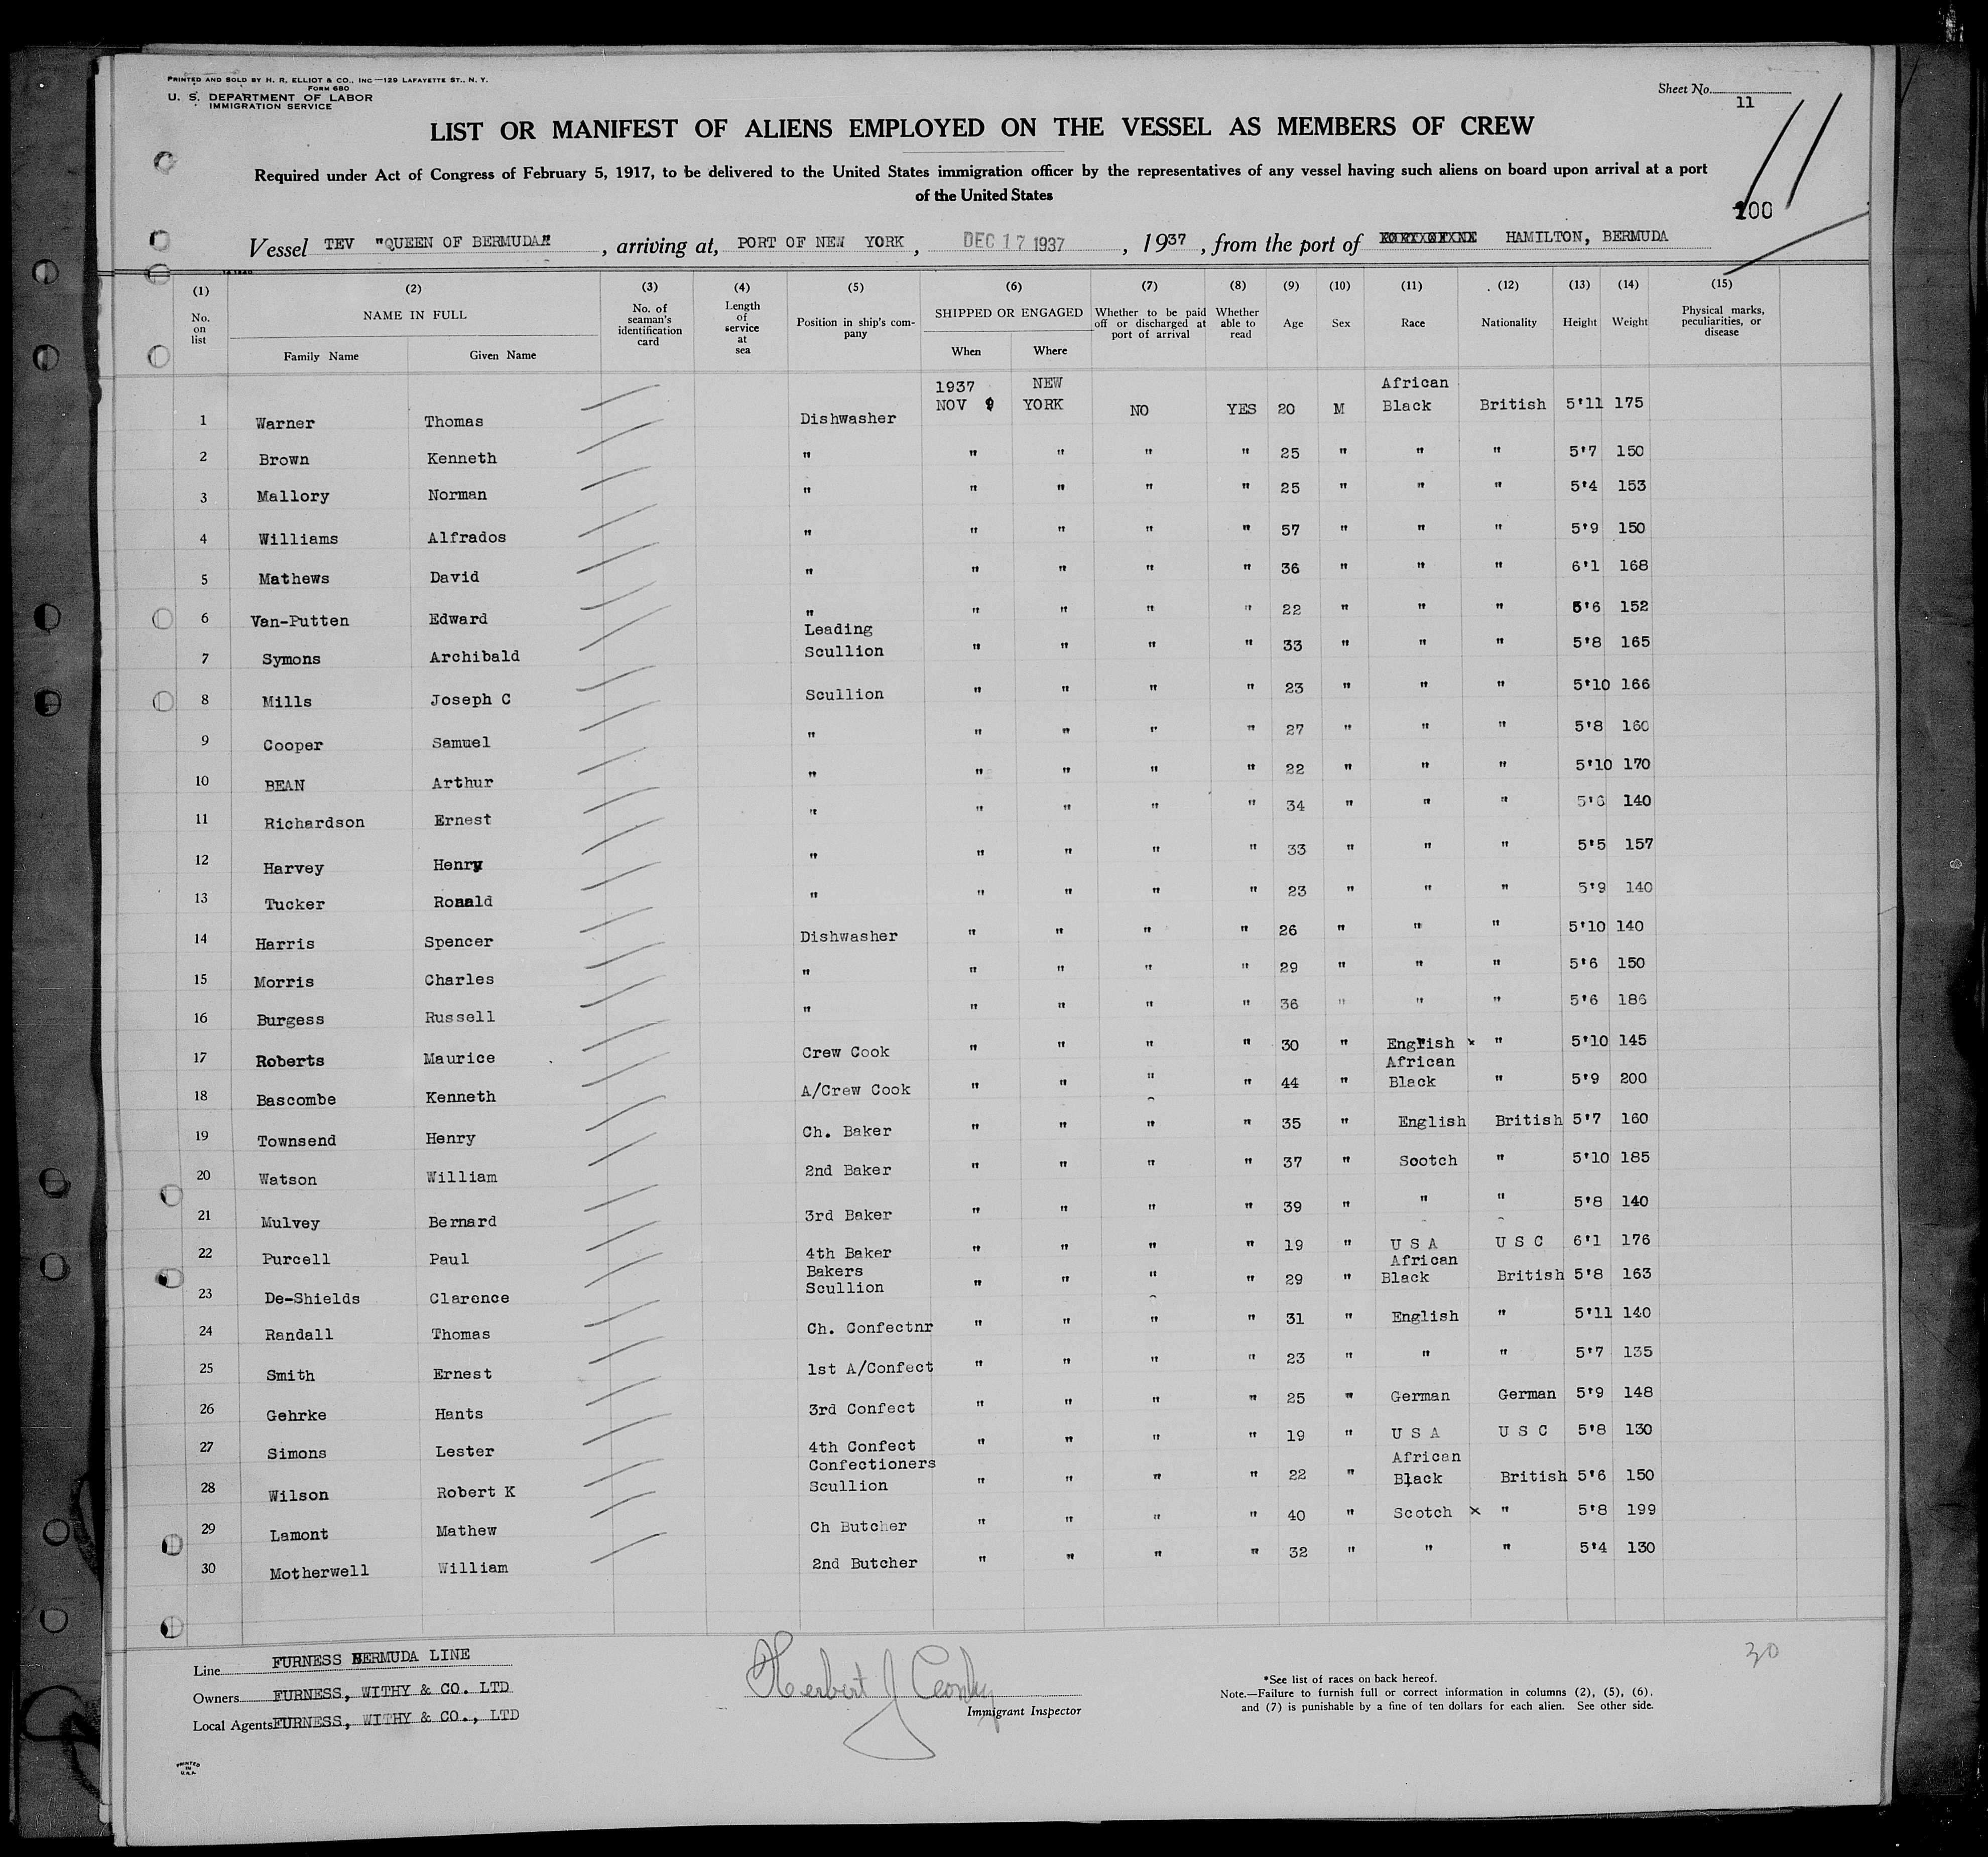 PRINTED AND SOLD BY H. R. ELLIOT & CO., INC—129 LAFAYETTE ST., N. Y.
FORM 680
U. S. DEPARTMENT OF LABOR
IMMIGRATION SERVICE
Sheet No. 11
11
LIST OR MANIFEST OF ALIENS EMPLOYED ON THE VESSEL AS MEMBERS OF CREW
Required under Act of Congress of February 5, 1917, to be delivered to the United States immigration officer by the representatives of any vessel having such aliens on board upon arrival at a port
of the United States
100
Vessel TEV "QUEEN OF BERMUDA" , arriving at, PORT OF NEW YORK , DEC 17 1937 , 1937 , from the port of HAMILTON, BERMUDA
(1) (2) (3) (4) (5) (6) (7) (8) (9) (10) (11) (12) (13) (14) (15)
No. on list NAME IN FULL Family Name Given Name No. of seaman's identification card Length of service at sea Position in ship's company SHIPPED OR ENGAGED When Where Whether to be paid off or discharged at port of arrival Whether able to read Age Sex Race Nationality Height Weight Physical marks, peculiarities, or disease
1 Warner Thomas Dishwasher 1937 NOV 9 NEW YORK NO YES 20 M African Black British 5'11 175
2 Brown Kenneth " " " " " 25 " " " 5'7 150
3 Mallory Norman " " " " " 25 " " " 5'4 153
4 Williams Alfrados " " " " " 57 " " " 5'9 150
5 Mathews David " " " " " 36 " " " 6'1 168
6 Van-Putten Edward " " " " " 22 " " " 5'6 152
7 Symons Archibald Leading Scullion " " " " 33 " " " 5'8 165
8 Mills Joseph C Scullion " " " " 23 " " " 5'10 166
9 Cooper Samuel " " " " " 27 " " " 5'8 160
10 BEAN Arthur " " " " " 22 " " " 5'10 170
11 Richardson Ernest " " " " " 34 " " " 5'6 140
12 Harvey Henry " " " " " 33 " " " 5'5 157
13 Tucker Ronald " " " " " 23 " " " 5'9 140
14 Harris Spencer Dishwasher " " " " 26 " " " 5'10 140
15 Morris Charles " " " " " 29 " " " 5'6 150
16 Burgess Russell " " " " " 36 " " " 5'6 186
17 Roberts Maurice Crew Cook " " " " 30 " English x " 5'10 145
18 Bascombe Kenneth A/Crew Cook " " " " 44 " African Black " 5'9 200
19 Townsend Henry Ch. Baker " " " " 35 " English British 5'7 160
20 Watson William 2nd Baker " " " " 37 " Scotch " 5'10 185
21 Mulvey Bernard 3rd Baker " " " " 39 " " " 5'8 140
22 Purcell Paul 4th Baker " " " " 19 " U S A U S C 6'1 176
23 De-Shields Clarence Bakers Scullion " " " " 29 " African Black British 5'8 163
24 Randall Thomas Ch. Confectnr " " " " 31 " English " 5'11 140
25 Smith Ernest 1st A/Confect " " " " 23 " " " 5'7 135
26 Gehrke Hants 3rd Confect " " " " 25 " German German 5'9 148
27 Simons Lester 4th Confect " " " " 19 " U S A U S C 5'8 130
28 Wilson Robert K Confectioners Scullion " " " " 22 " African Black British 5'6 150
29 Lamont Mathew Ch Butcher " " " " 40 " Scotch x " 5'8 199
30 Motherwell William 2nd Butcher " " " " 32 " " " 5'4 130
30
Line FURNESS BERMUDA LINE
Owners FURNESS, WITHY & CO. LTD
Local Agents FURNESS, WITHY & CO., LTD
Herbert J
Immigrant Inspector
*See list of races on back hereof.
Note.—Failure to furnish full or correct information in columns (2), (5), (6).
and (7) is punishable by a fine of ten dollars for each alien. See other side.
PRINTED
IN
U.S.A.